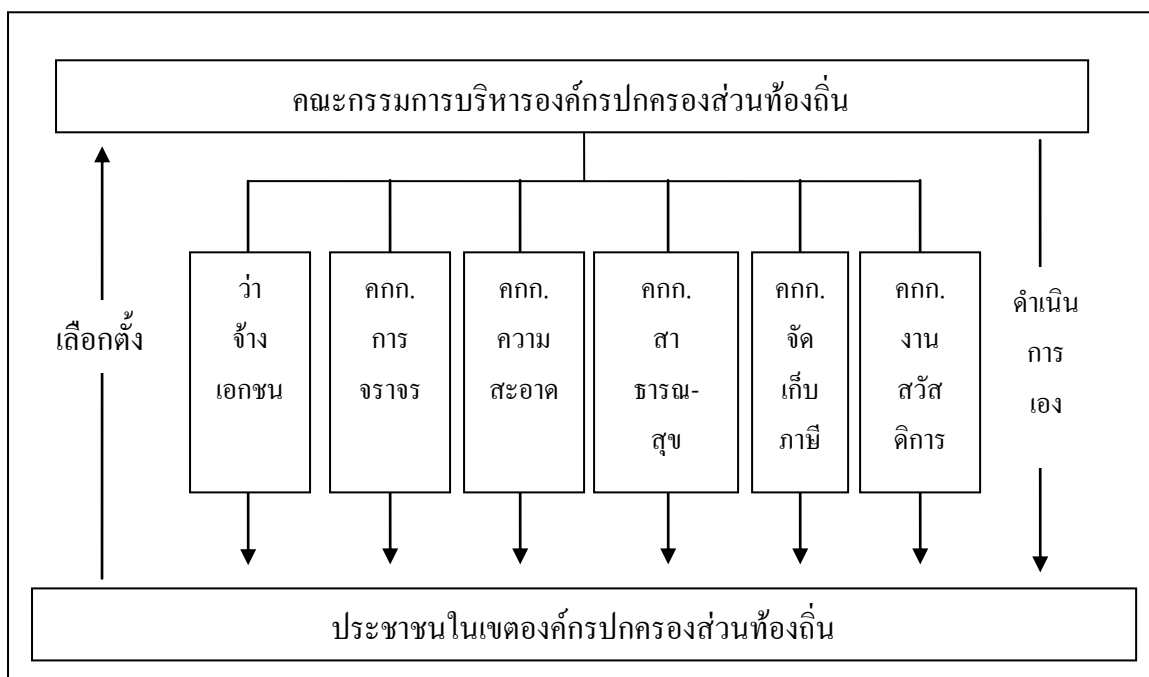 คณะกรรมการบริหารองค์กรปกครองส่วนท้องถิ่น
เลือกตั้ง
ว่า
จ้าง
เอกชน
คกก.
การ
จราจร
คกก.
ความ
สะอาด
คกก.
สา
ธารณ-
สุข
คกก.
จัด
เก็บ
ภาษี
คกก.
งาน
สวัส
ดิการ
ดำเนิน
การ
เอง
ประชาชนในเขตองค์กรปกครองส่วนท้องถิ่น